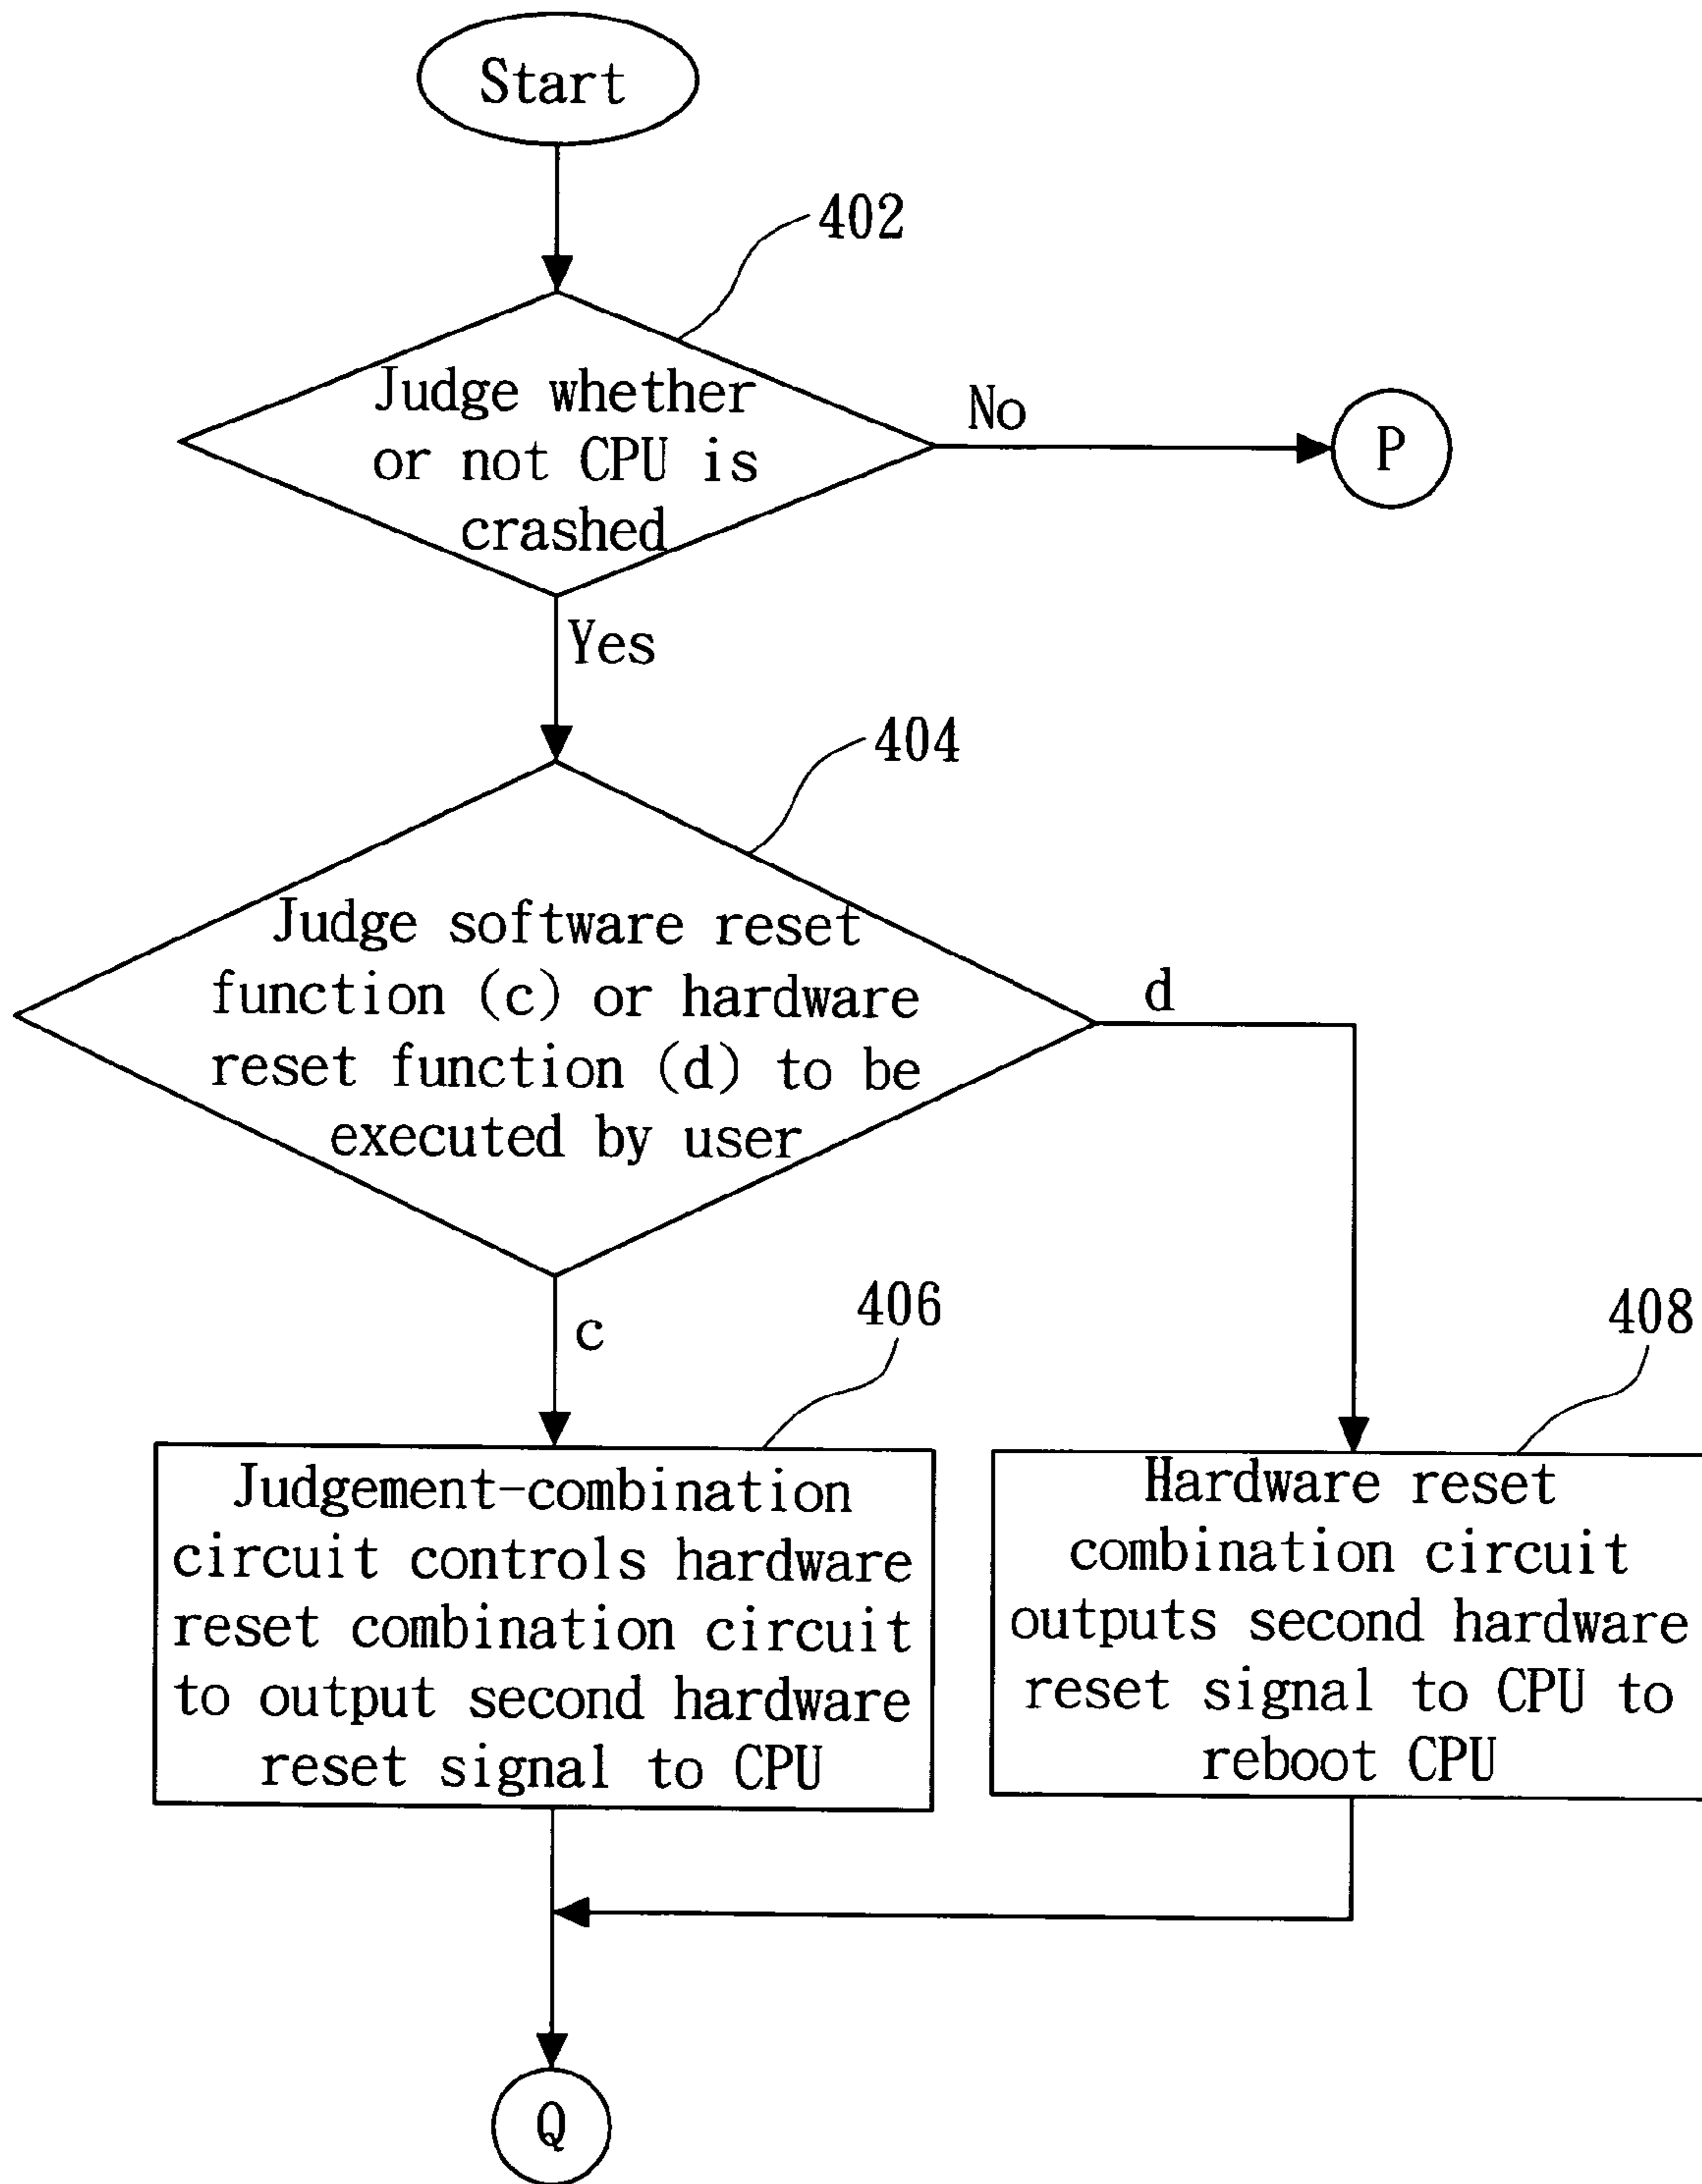 Start
402
Judge whether
or not CPU is
crashed
No
P
Yes
404
Judge software reset
function (c) or hardware
reset function (d) to be
executed by user
d
c
406
408
Judgement-combination
circuit controls hardware
reset combination circuit
to output second hardware
reset signal to CPU
Hardware reset
combination circuit
outputs second hardware
reset signal to CPU to
reboot CPU
Q